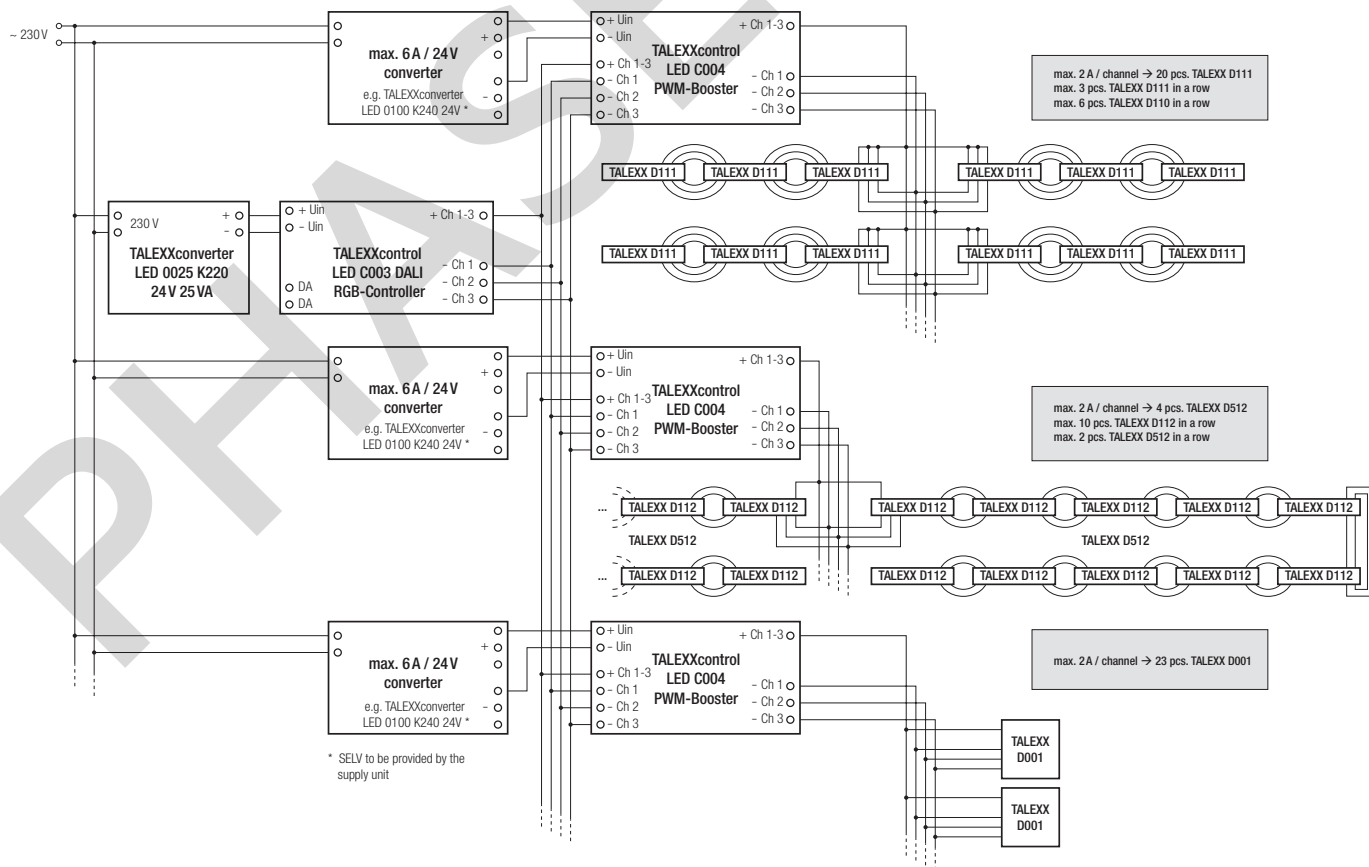 ~ 230 V
max. 6 A / 24 V
converter
e.g. TALEXXconverter
LED 0100 K240 24V *
+
-
+ Uin
- Uin
+ Ch 1-3
- Ch 1
- Ch 2
- Ch 3
TALEXXcontrol
LED C004
PWM-Booster
+ Ch 1-3
- Ch 1
- Ch 2
- Ch 3
max. 2 A / channel → 20 pcs. TALEXX D111
max. 3 pcs. TALEXX D111 in a row
max. 6 pcs. TALEXX D110 in a row
TALEXX D111 TALEXX D111 TALEXX D111 TALEXX D111 TALEXX D111 TALEXX D111
230 V
+
-
TALEXXconverter
LED 0025 K220
24 V 25 VA
+ Uin
- Uin
DA
DA
TALEXXcontrol
LED C003 DALI
RGB-Controller
+ Ch 1-3
- Ch 1
- Ch 2
- Ch 3
TALEXX D111 TALEXX D111 TALEXX D111 TALEXX D111 TALEXX D111 TALEXX D111
max. 6 A / 24 V
converter
e.g. TALEXXconverter
LED 0100 K240 24V *
+
-
+ Uin
- Uin
+ Ch 1-3
- Ch 1
- Ch 2
- Ch 3
TALEXXcontrol
LED C004
PWM-Booster
+ Ch 1-3
- Ch 1
- Ch 2
- Ch 3
max. 2 A / channel → 4 pcs. TALEXX D512
max. 10 pcs. TALEXX D112 in a row
max. 2 pcs. TALEXX D512 in a row
... TALEXX D112 TALEXX D112 TALEXX D112 TALEXX D112 TALEXX D112 TALEXX D112 TALEXX D112
TALEXX D512 TALEXX D512
... TALEXX D112 TALEXX D112 TALEXX D112 TALEXX D112 TALEXX D112 TALEXX D112 TALEXX D112
max. 6 A / 24 V
converter
e.g. TALEXXconverter
LED 0100 K240 24V *
+
-
+ Uin
- Uin
+ Ch 1-3
- Ch 1
- Ch 2
- Ch 3
TALEXXcontrol
LED C004
PWM-Booster
+ Ch 1-3
- Ch 1
- Ch 2
- Ch 3
max. 2 A / channel → 23 pcs. TALEXX D001
* SELV to be provided by the
supply unit
TALEXX
D001
TALEXX
D001
PHASE